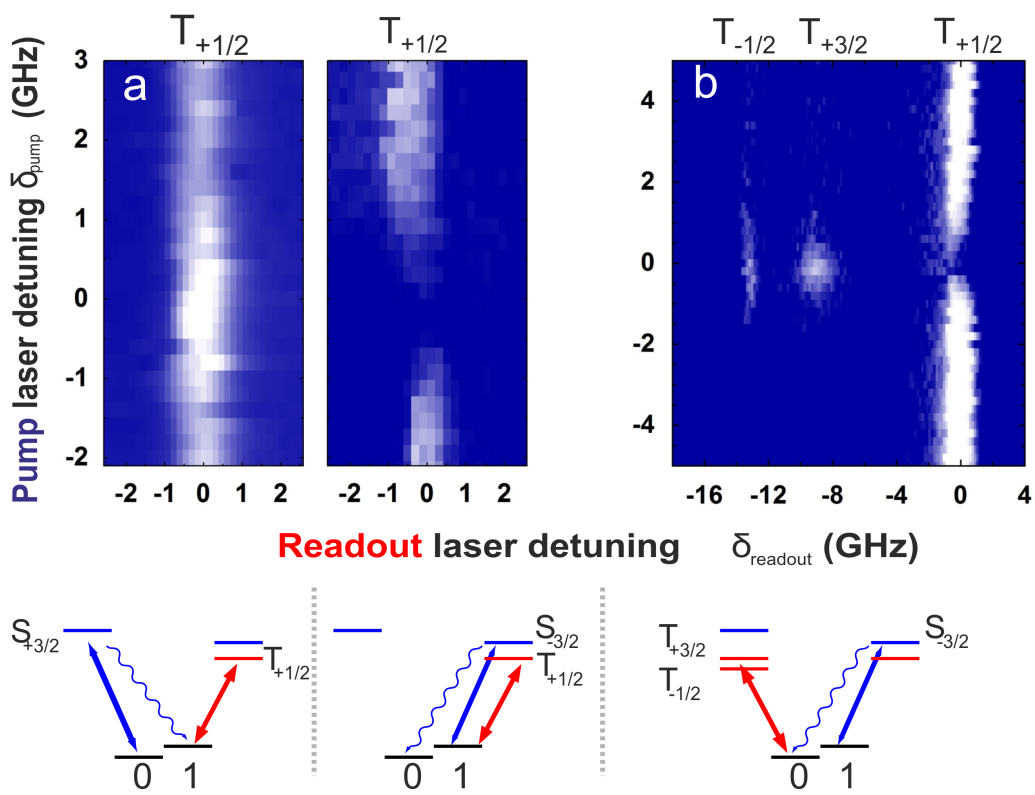 T+1/2 T+1/2 T-1/2 T+3/2 T+1/2
a b
Pump laser detuning δpump (GHz)
3
2
1
0
-1
-2
4
2
0
-2
-4
-2 -1 0 1 2 -2 -1 0 1 2 -16 -12 -8 -4 0 4
Readout laser detuning δreadout (GHz)
S+3/2 T+1/2 S-3/2 T+1/2 T+3/2 T-1/2 S-3/2
0 1 0 1 0 1